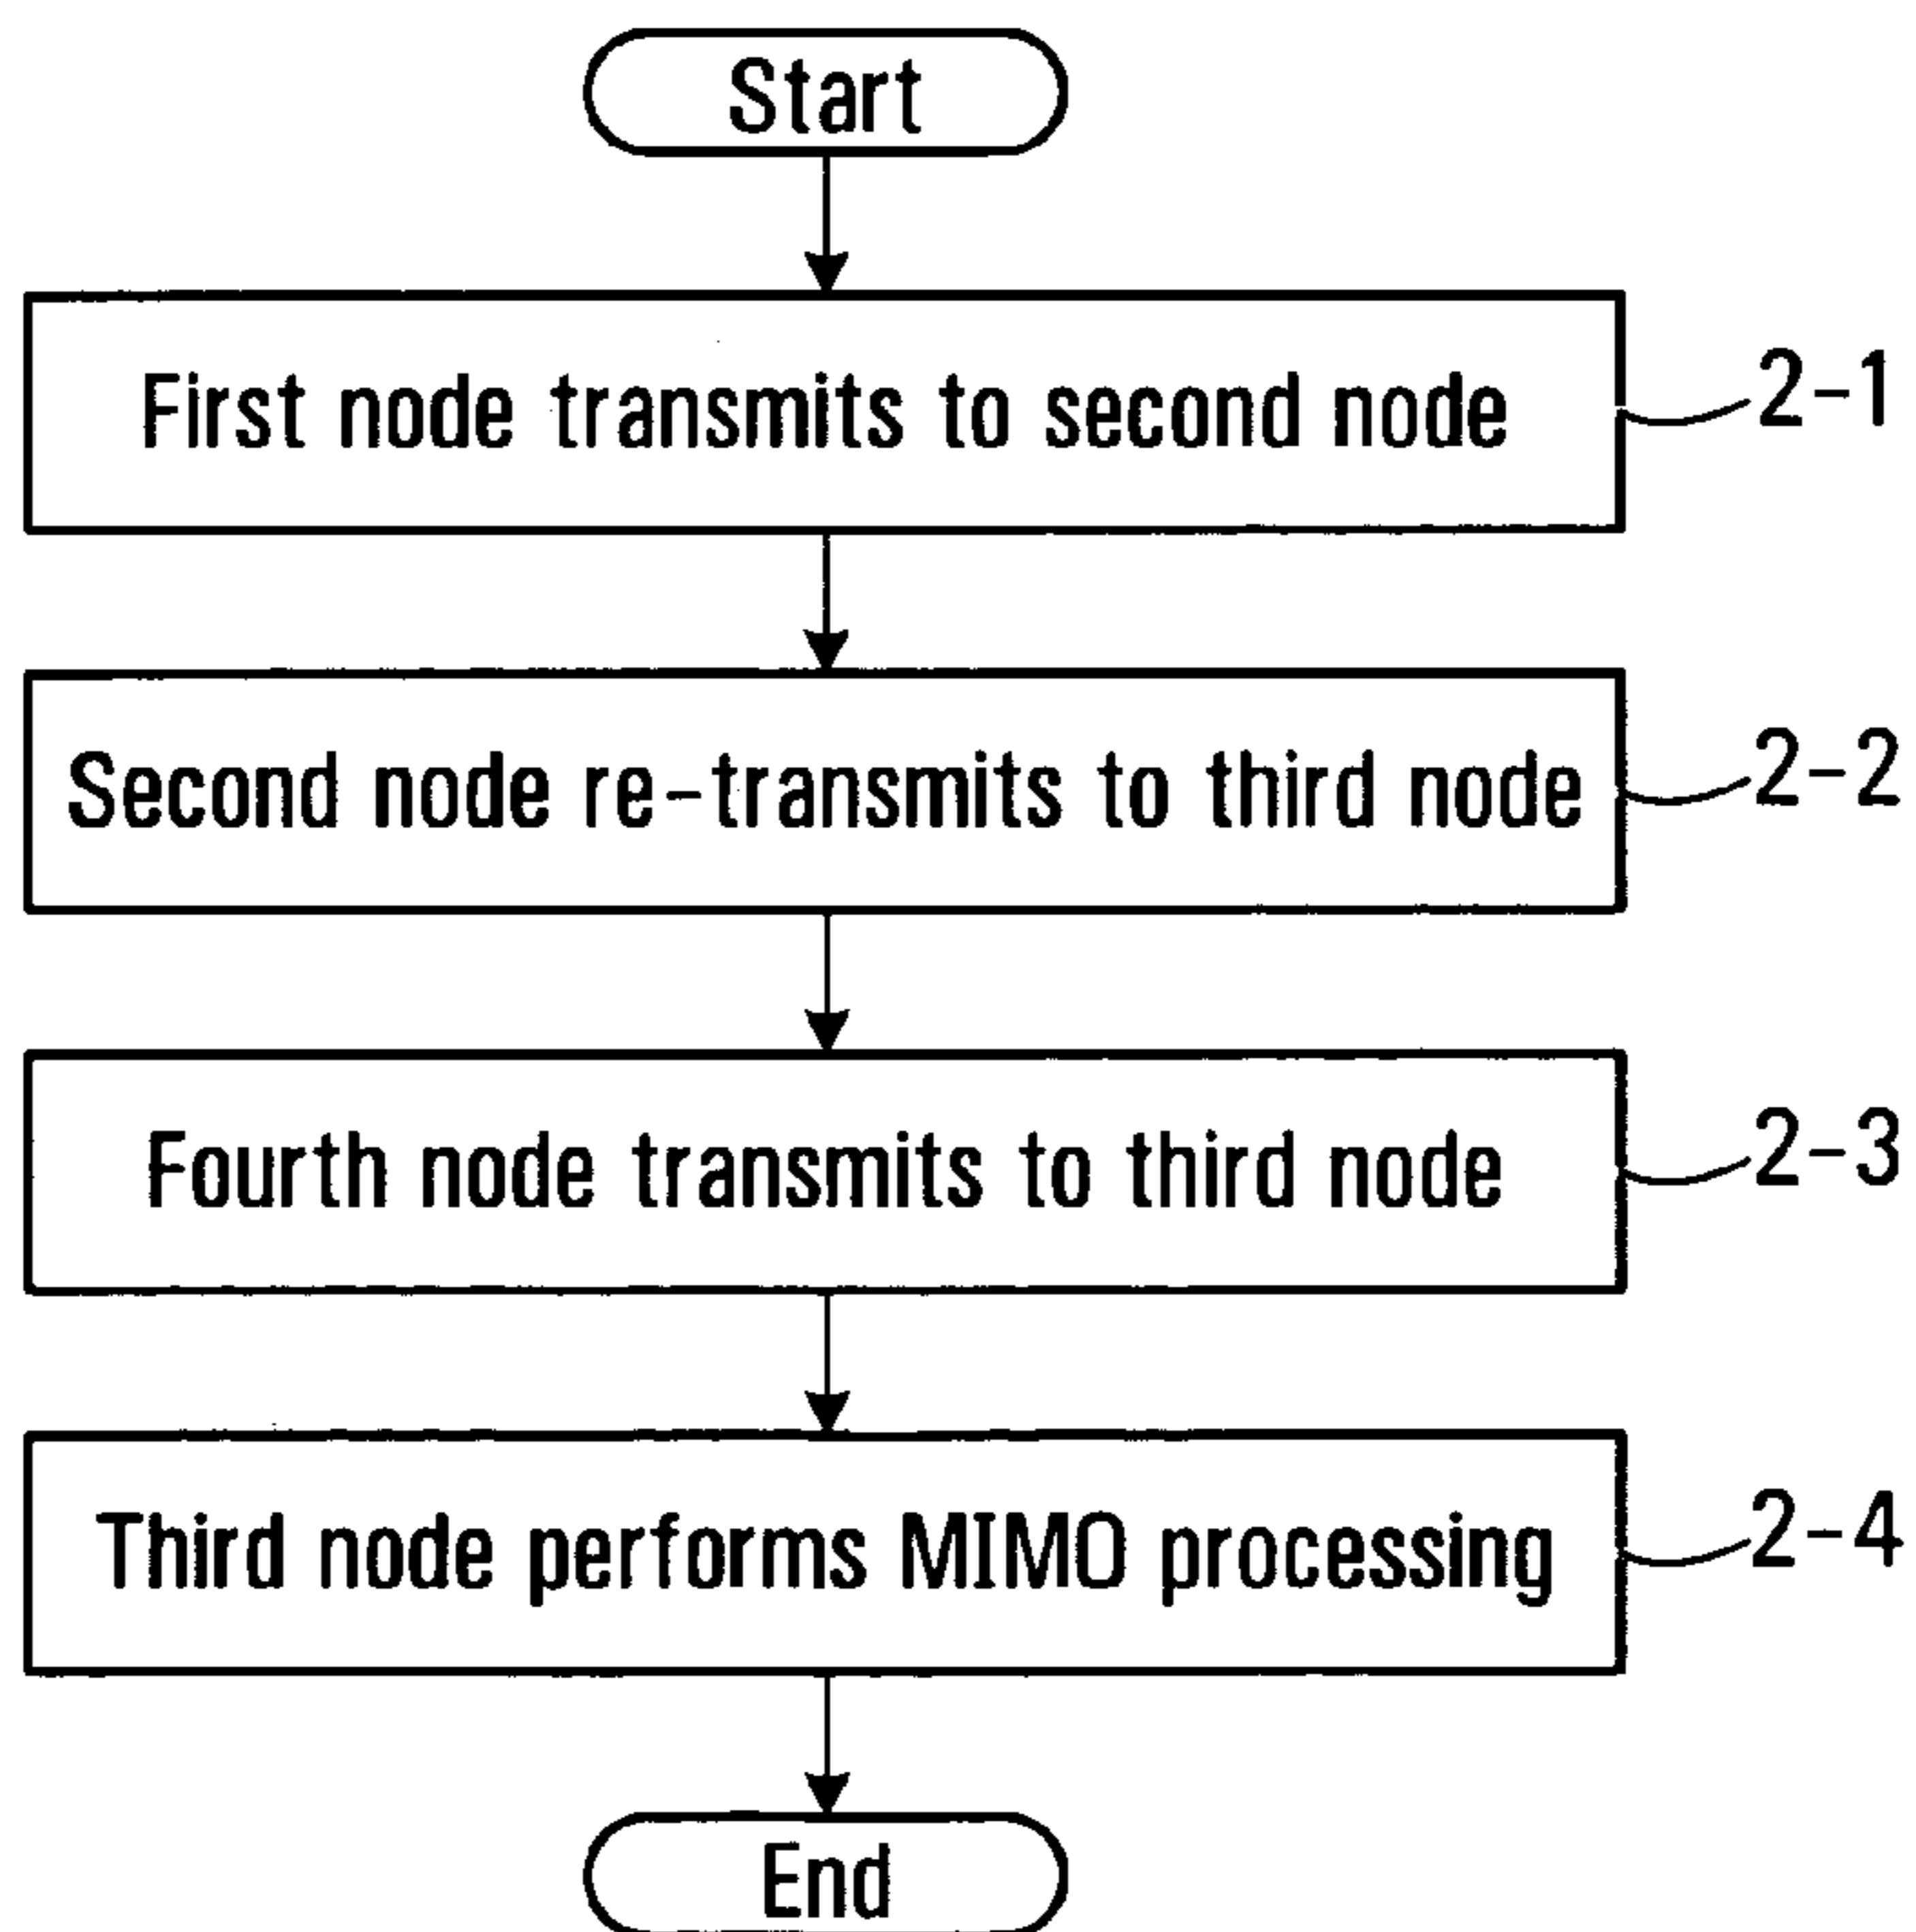 Start
First node transmits to second node
2-1
Second node re-transmits to third node
2-2
Fourth node transmits to third node
2-3
Third node performs MIMO processing
2-4
End